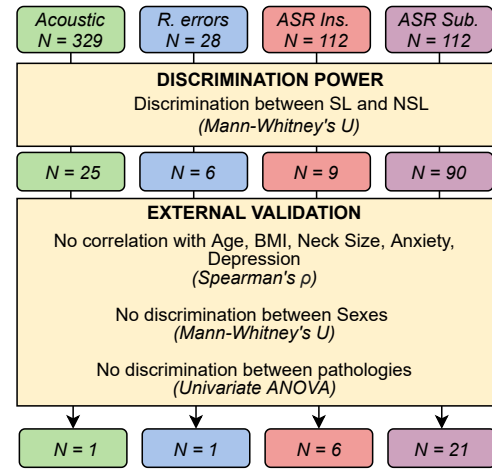 Acoustic R. errors ASR Ins. ASR Sub.
N = 329 N = 28 N = 112 N = 112
DISCRIMINATION POWER
Discrimination between SL and NSL
(Mann-Whitney's U)
N = 25 N = 6 N = 9 N = 90
EXTERNAL VALIDATION
No correlation with Age, BMI, Neck Size, Anxiety,
Depression
(Spearman's ρ)
No discrimination between Sexes
(Mann-Whitney's U)
No discrimination between pathologies
(Univariate ANOVA)
N = 1 N = 1 N = 6 N = 21